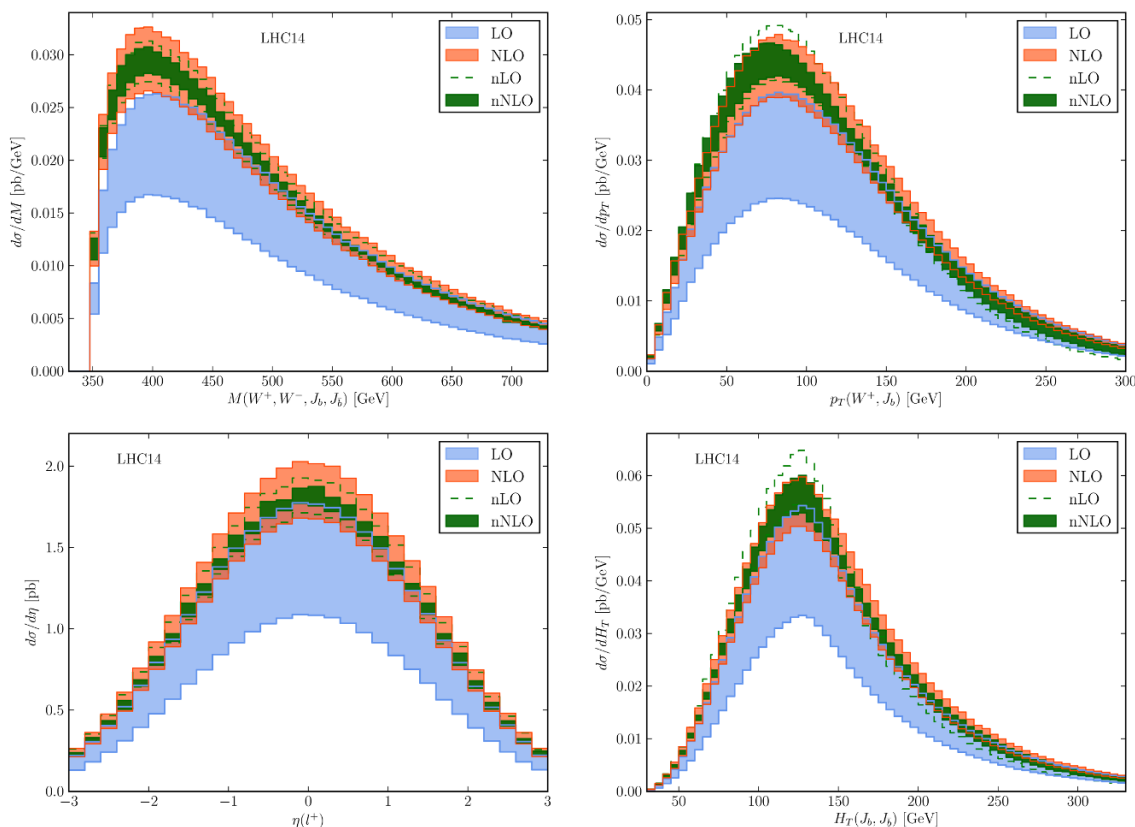 LHC14
LO
NLO
nLO
nNLO
dσ/dM [pb/GeV]
0.030
0.025
0.020
0.015
0.010
0.005
0.000
350 400 450 500 550 600 650 700
M(W⁺, W⁻, J_b, J_b̄) [GeV]
LHC14
LO
NLO
nLO
nNLO
dσ/dp_T [pb/GeV]
0.05
0.04
0.03
0.02
0.01
0.00
0 50 100 150 200 250 300
p_T(W⁺, J_b) [GeV]
LHC14
LO
NLO
nLO
nNLO
dσ/dη [pb]
2.0
1.5
1.0
0.5
0.0
−3 −2 −1 0 1 2 3
η(l⁺)
LHC14
LO
NLO
nLO
nNLO
dσ/dH_T [pb/GeV]
0.06
0.05
0.04
0.03
0.02
0.01
0.00
50 100 150 200 250 300
H_T(J_b, J_b̄) [GeV]